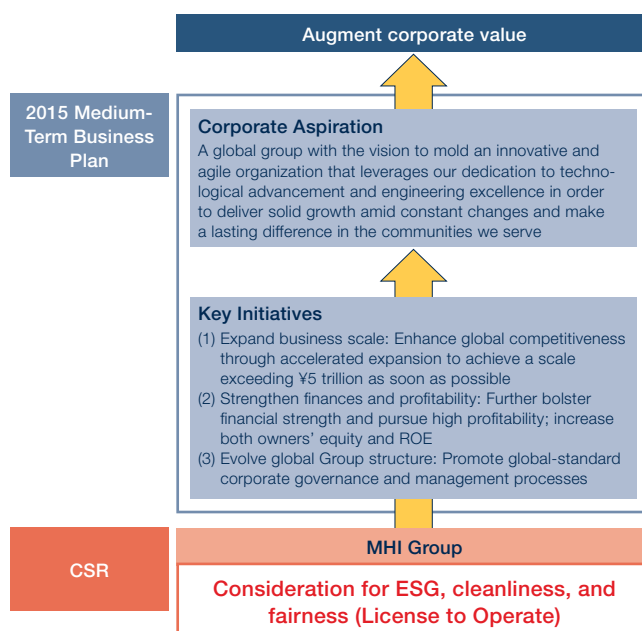 Augment corporate value
2015 Medium-
Term Business
Plan
Corporate Aspiration
A global group with the vision to mold an innovative and
agile organization that leverages our dedication to techno-
logical advancement and engineering excellence in order
to deliver solid growth amid constant changes and make
a lasting difference in the communities we serve
Key Initiatives
(1) Expand business scale: Enhance global competitiveness
through accelerated expansion to achieve a scale
exceeding ¥5 trillion as soon as possible
(2) Strengthen finances and profitability: Further bolster
financial strength and pursue high profitability; increase
both owners' equity and ROE
(3) Evolve global Group structure: Promote global-standard
corporate governance and management processes
CSR
MHI Group
Consideration for ESG, cleanliness, and
fairness (License to Operate)